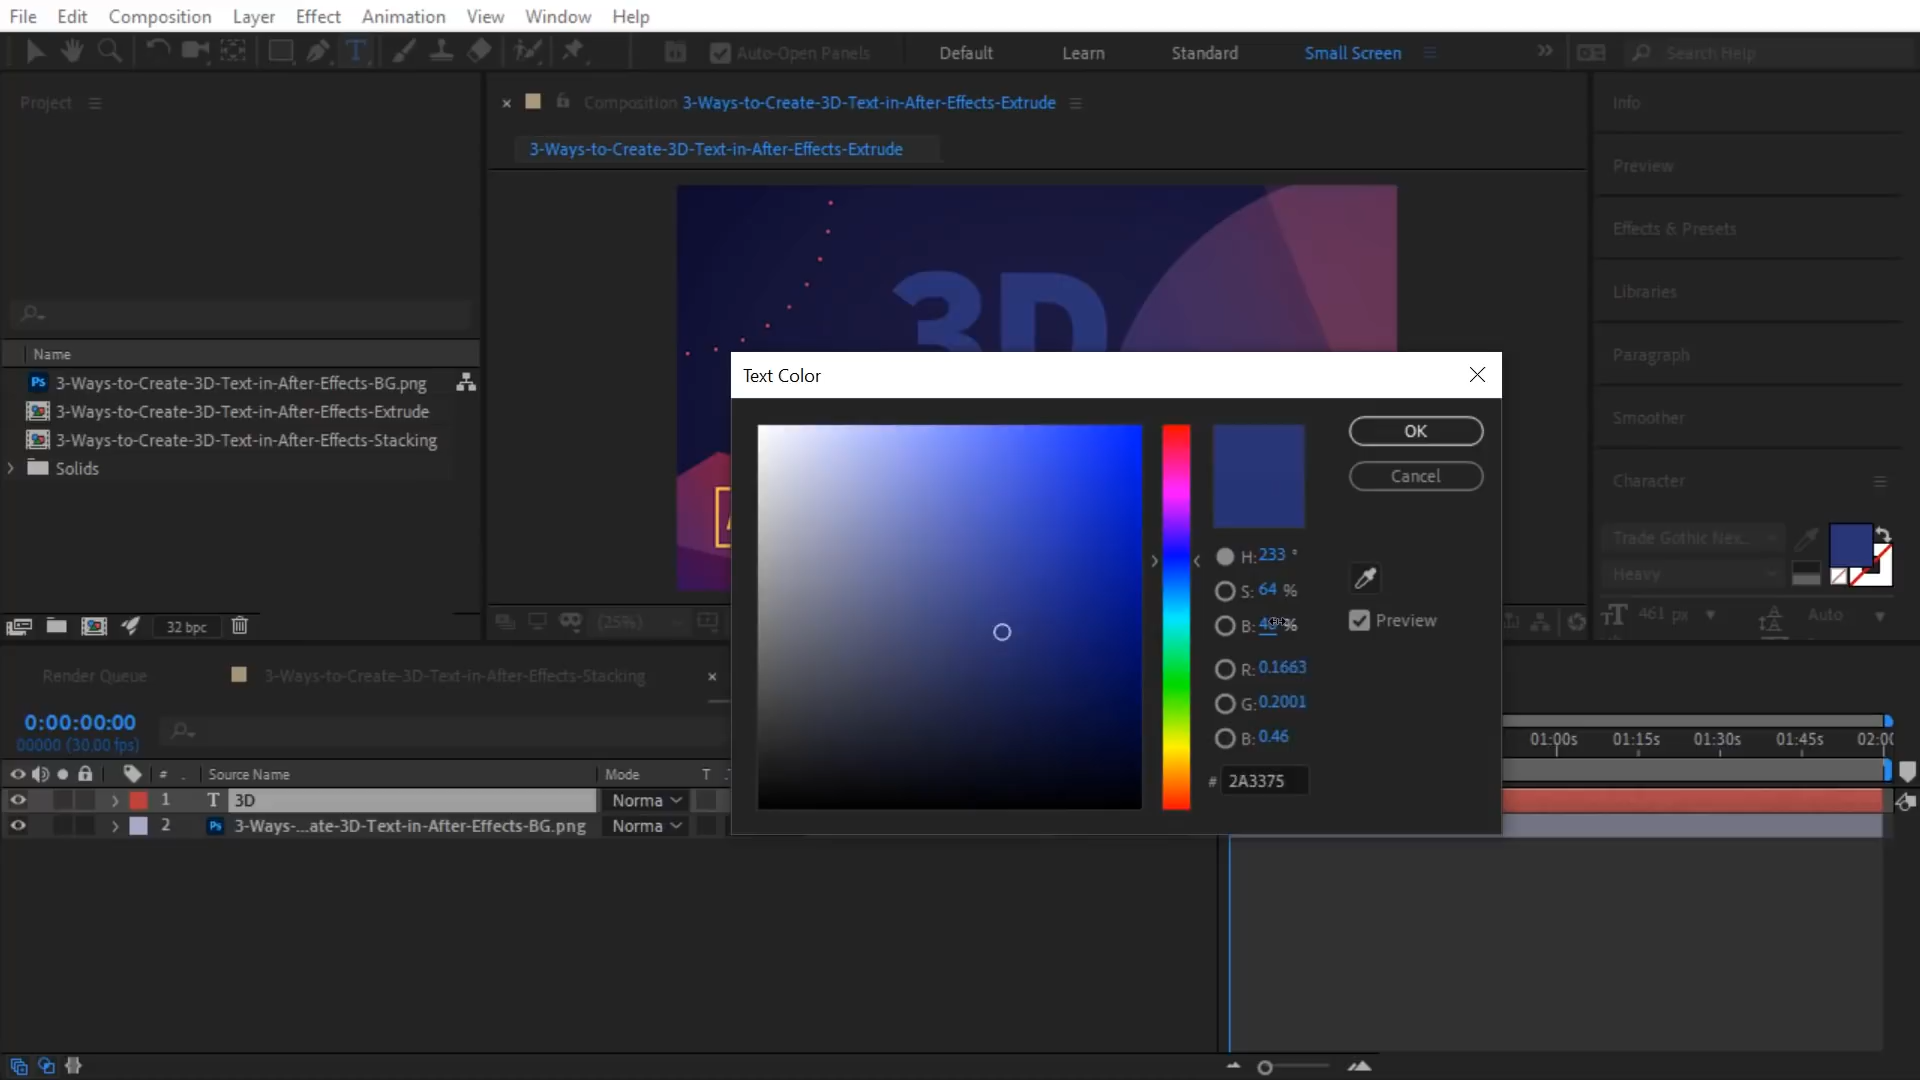 File Edit Composition Layer Effect Animation View Window Help
Auto-Open Panels Default Learn Standard Small Screen Search Help
Project
Composition 3-Ways-to-Create-3D-Text-in-After-Effects-Extrude
3-Ways-to-Create-3D-Text-in-After-Effects-Extrude
Info
Preview
Effects & Presets
Libraries
Paragraph
Smoother
Character
Trade Gothic Nex...
Heavy
461 px
Auto
3D
Name
3-Ways-to-Create-3D-Text-in-After-Effects-BG.png
3-Ways-to-Create-3D-Text-in-After-Effects-Extrude
3-Ways-to-Create-3D-Text-in-After-Effects-Stacking
Solids
32 bpc
(25%)
Text Color
OK
Cancel
H: 233 °
S: 64 %
B: %
Preview
R: 0.1663
G: 0.2001
B: 0.46
# 2A3375
Render Queue
3-Ways-to-Create-3D-Text-in-After-Effects-Stacking
0:00:00:00
00000 (30.00 fps)
01:00s 01:15s 01:30s 01:45s 02:00
# Source Name Mode T
1 T 3D Norma
2 Ps 3-Ways-...ate-3D-Text-in-After-Effects-BG.png Norma